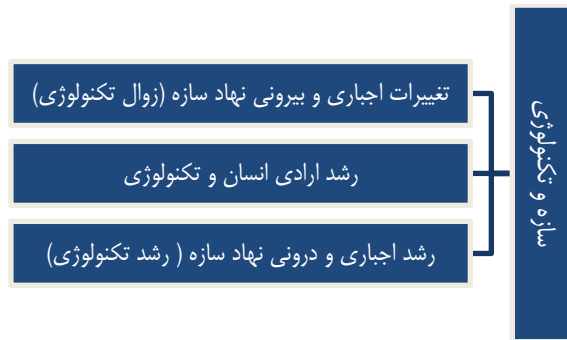 سازه و تکنولوژی
تغییرات اجباری و بیرونی نهاد سازه (زوال تکنولوژی)
رشد ارادی انسان و تکنولوژی
رشد اجباری و درونی نهاد سازه ( رشد تکنولوژی)